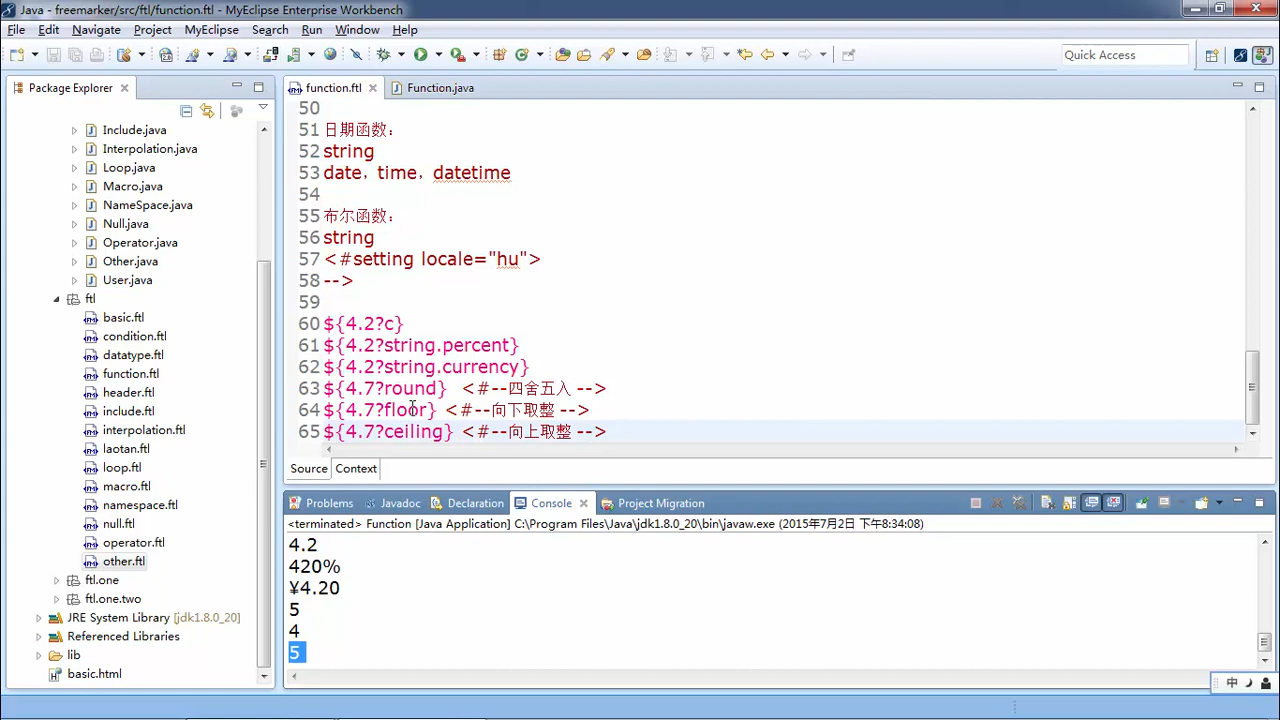 Java - freemarker/src/ftl/function.ftl - MyEclipse Enterprise Workbench
File Edit Navigate Project MyEclipse Search Run Window Help
Quick Access
Package Explorer
Include.java
Interpolation.java
Loop.java
Macro.java
NameSpace.java
Null.java
Operator.java
Other.java
User.java
ftl
basic.ftl
condition.ftl
datatype.ftl
function.ftl
header.ftl
include.ftl
interpolation.ftl
laotan.ftl
loop.ftl
macro.ftl
namespace.ftl
null.ftl
operator.ftl
other.ftl
ftl.one
ftl.one.two
JRE System Library [jdk1.8.0_20]
Referenced Libraries
lib
basic.html
function.ftl Function.java
50
51 日期函数：
52 string
53 date，time，datetime
54
55 布尔函数：
56 string
57 <#setting locale="hu">
58 -->
59
60 ${4.2?c}
61 ${4.2?string.percent}
62 ${4.2?string.currency}
63 ${4.7?round} <#--四舍五入 -->
64 ${4.7?floor} <#--向下取整 -->
65 ${4.7?ceiling} <#--向上取整 -->
Source Context
Problems Javadoc Declaration Console Project Migration
<terminated> Function [Java Application] C:\Program Files\Java\jdk1.8.0_20\bin\javaw.exe (2015年7月2日 下午8:34:08)
4.2
420%
¥4.20
5
4
5
中